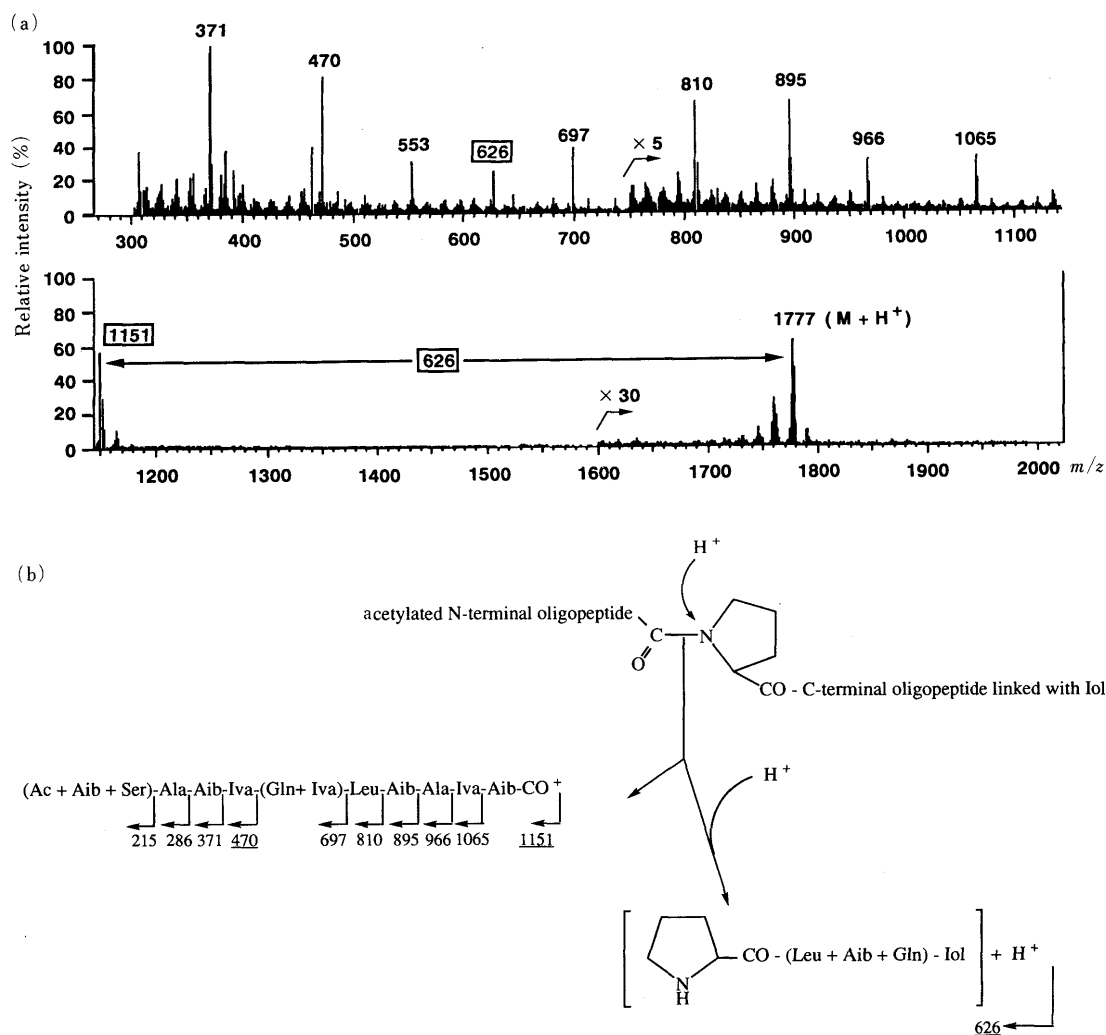 (a)
Relative intensity (%)
100
80
60
40
20
0
371
470
553
626
697
× 5
810
895
966
1065
300 400 500 600 700 800 900 1000 1100
100
80
60
40
20
0
1151
626
1777 (M + H⁺)
× 30
1200 1300 1400 1500 1600 1700 1800 1900 2000 m/z
(b)
H⁺
acetylated N-terminal oligopeptide
C
N
O
CO - C-terminal oligopeptide linked with Iol
H⁺
(Ac + Aib + Ser)-Ala-Aib-Iva-(Gln+ Iva)-Leu-Aib-Ala-Iva-Aib-CO⁺
215 286 371 470 697 810 895 966 1065 1151
CO - (Leu + Aib + Gln) - Iol
+ H⁺
N
H
626